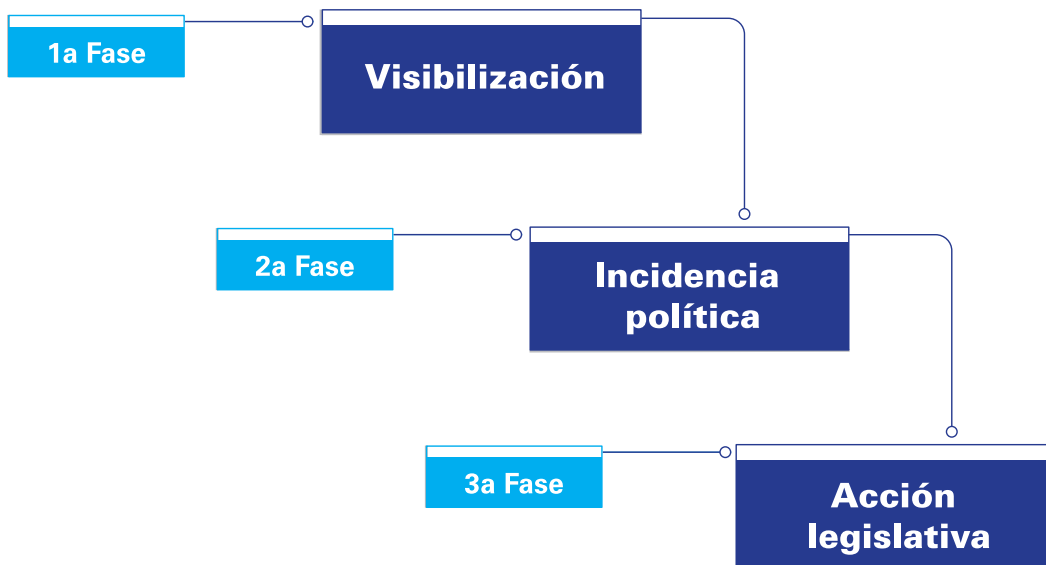 1a Fase
Visibilización
2a Fase
Incidencia
política
3a Fase
Acción
legislativa